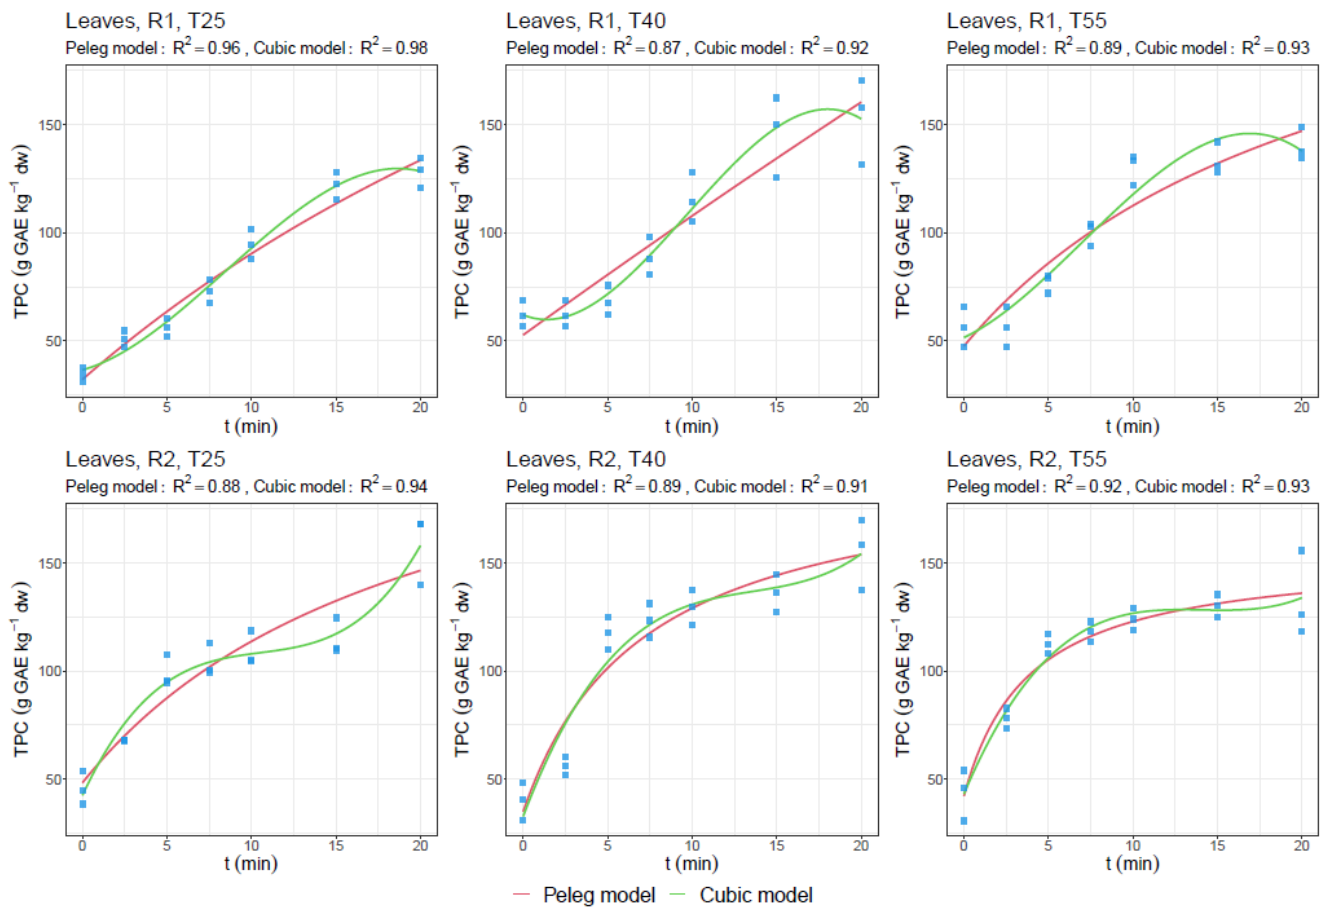 Leaves, R1, T25
Peleg model : R² = 0.96 , Cubic model : R² = 0.98
TPC (g GAE kg⁻¹ dw)
150
100
50
0 5 10 15 20
t (min)
Leaves, R1, T40
Peleg model : R² = 0.87 , Cubic model : R² = 0.92
TPC (g GAE kg⁻¹ dw)
150
100
50
0 5 10 15 20
t (min)
Leaves, R1, T55
Peleg model : R² = 0.89 , Cubic model : R² = 0.93
TPC (g GAE kg⁻¹ dw)
150
100
50
0 5 10 15 20
t (min)
Leaves, R2, T25
Peleg model : R² = 0.88 , Cubic model : R² = 0.94
TPC (g GAE kg⁻¹ dw)
150
100
50
0 5 10 15 20
t (min)
Leaves, R2, T40
Peleg model : R² = 0.89 , Cubic model : R² = 0.91
TPC (g GAE kg⁻¹ dw)
150
100
50
0 5 10 15 20
t (min)
Leaves, R2, T55
Peleg model : R² = 0.92 , Cubic model : R² = 0.93
TPC (g GAE kg⁻¹ dw)
150
100
50
0 5 10 15 20
t (min)
Peleg model Cubic model